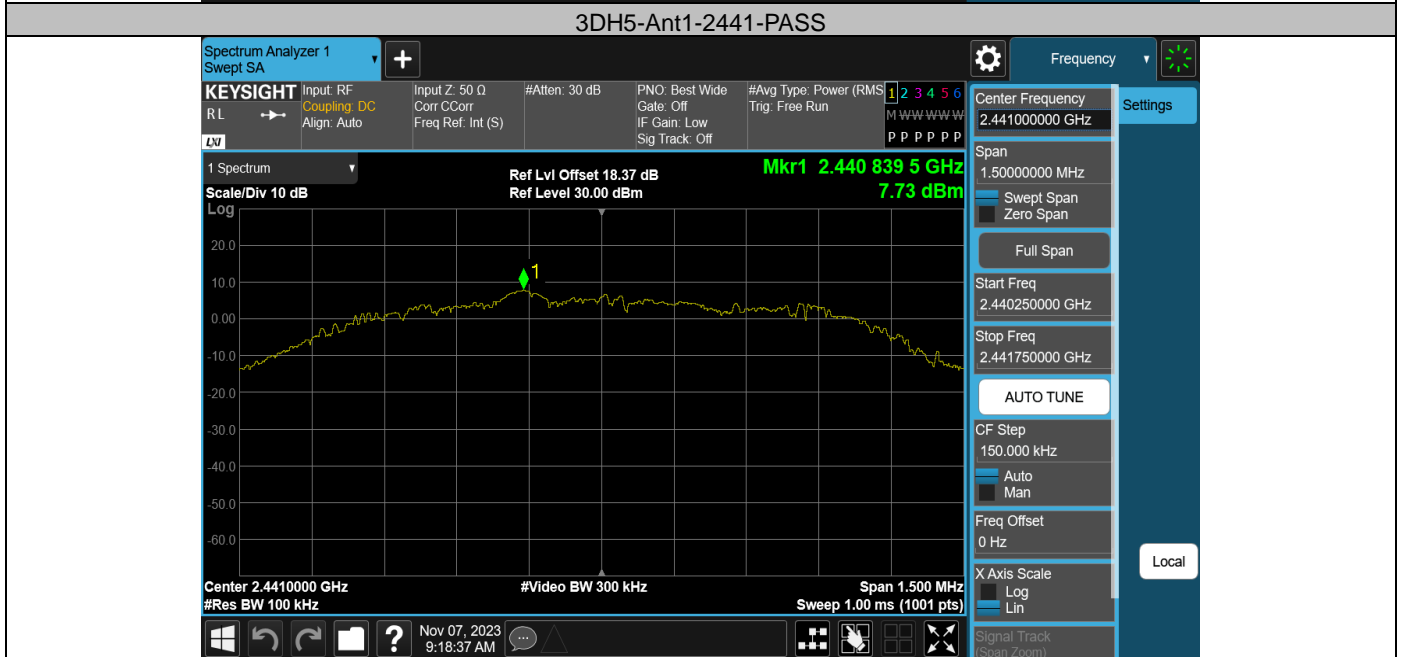 3DH5-Ant1-2441-PASS
Spectrum Analyzer 1
Swept SA
+
Frequency
KEYSIGHT
R L
LXI
Input: RF
Coupling: DC
Align: Auto
Input Z: 50 Ω
Corr CCorr
Freq Ref: Int (S)
#Atten: 30 dB
PNO: Best Wide
Gate: Off
IF Gain: Low
Sig Track: Off
#Avg Type: Power (RMS
Trig: Free Run
1 2 3 4 5 6
M W W W W W
P P P P P P
1 Spectrum
Scale/Div 10 dB
Ref Lvl Offset 18.37 dB
Ref Level 30.00 dBm
Mkr1 2.440 839 5 GHz
7.73 dBm
Log
20.0
10.0
0.00
-10.0
-20.0
-30.0
-40.0
-50.0
-60.0
1
Center 2.4410000 GHz
#Res BW 100 kHz
#Video BW 300 kHz
Span 1.500 MHz
Sweep 1.00 ms (1001 pts)
Center Frequency
2.441000000 GHz
Settings
Span
1.50000000 MHz
Swept Span
Zero Span
Full Span
Start Freq
2.440250000 GHz
Stop Freq
2.441750000 GHz
AUTO TUNE
CF Step
150.000 kHz
Auto
Man
Freq Offset
0 Hz
X Axis Scale
Log
Lin
Signal Track
(Span Zoom)
Local
?
Nov 07, 2023
9:18:37 AM